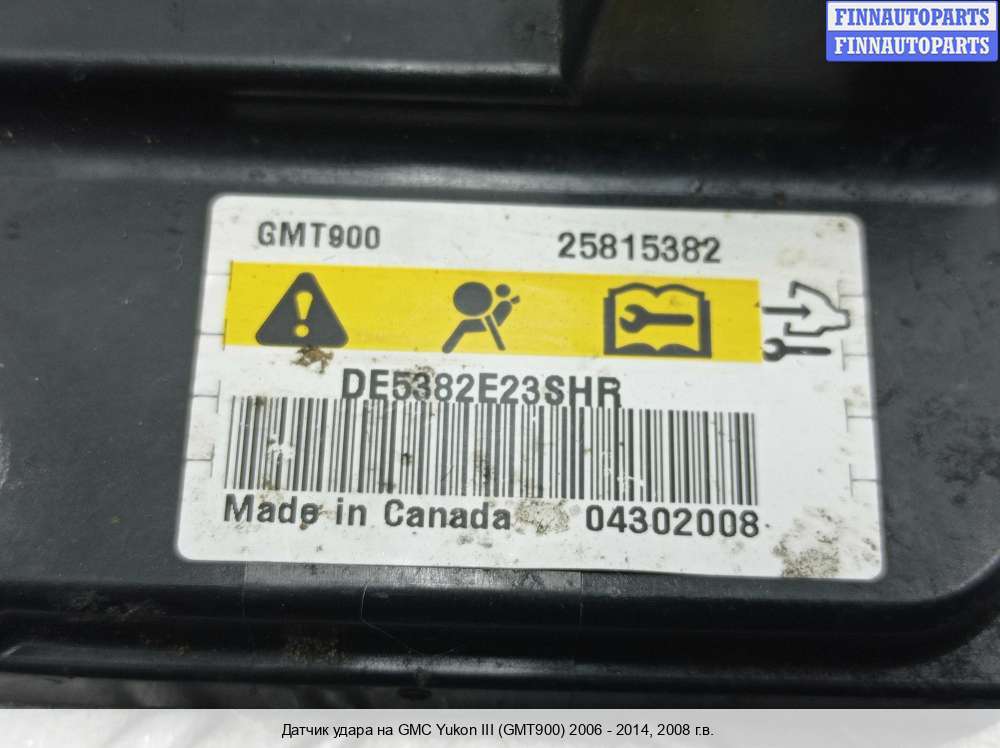 FINNAUTOPARTS
FINNAUTOPARTS
GMT900 25815382
DE5382E23SHR
Made in Canada 04302008
Датчик удара на GMC Yukon III (GMT900) 2006 - 2014, 2008 г.в.